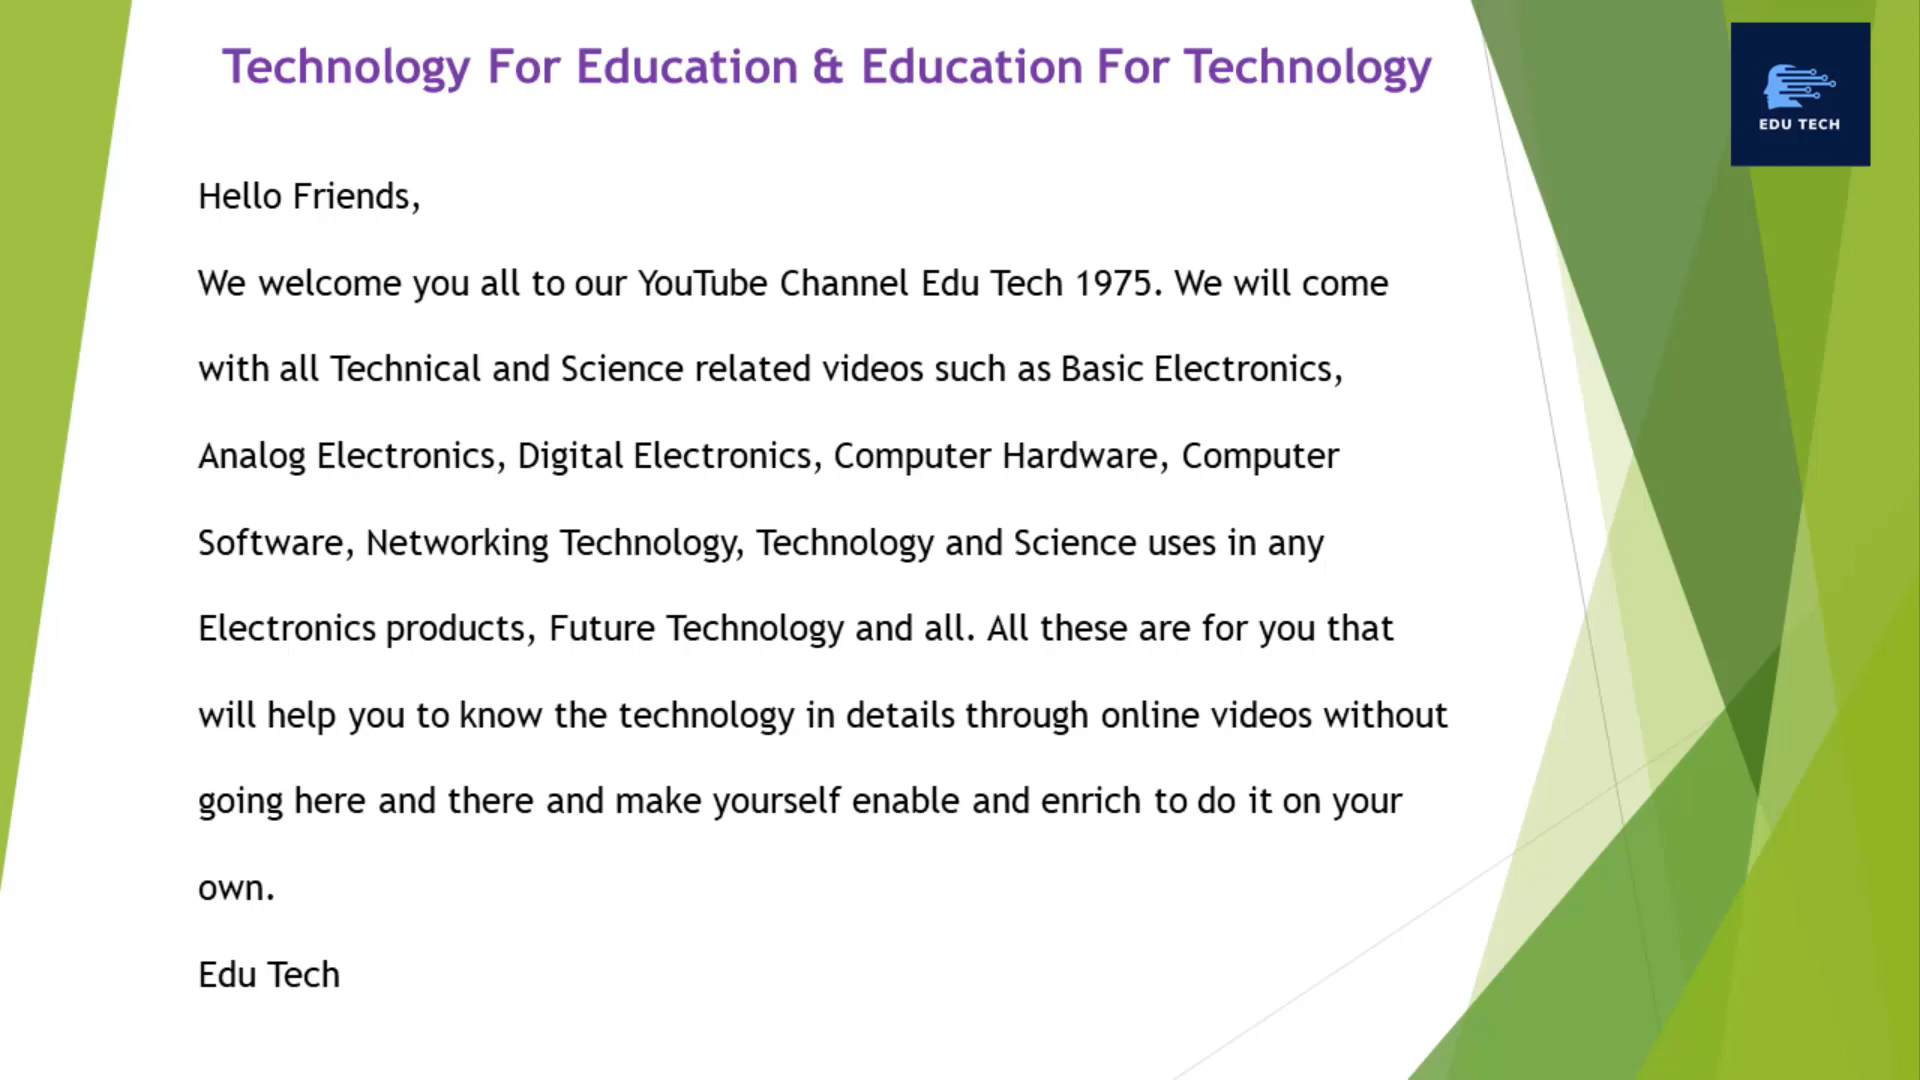 Technology For Education & Education For Technology
EDU TECH
Hello Friends,
We welcome you all to our YouTube Channel Edu Tech 1975. We will come
with all Technical and Science related videos such as Basic Electronics,
Analog Electronics, Digital Electronics, Computer Hardware, Computer
Software, Networking Technology, Technology and Science uses in any
Electronics products, Future Technology and all. All these are for you that
will help you to know the technology in details through online videos without
going here and there and make yourself enable and enrich to do it on your
own.
Edu Tech